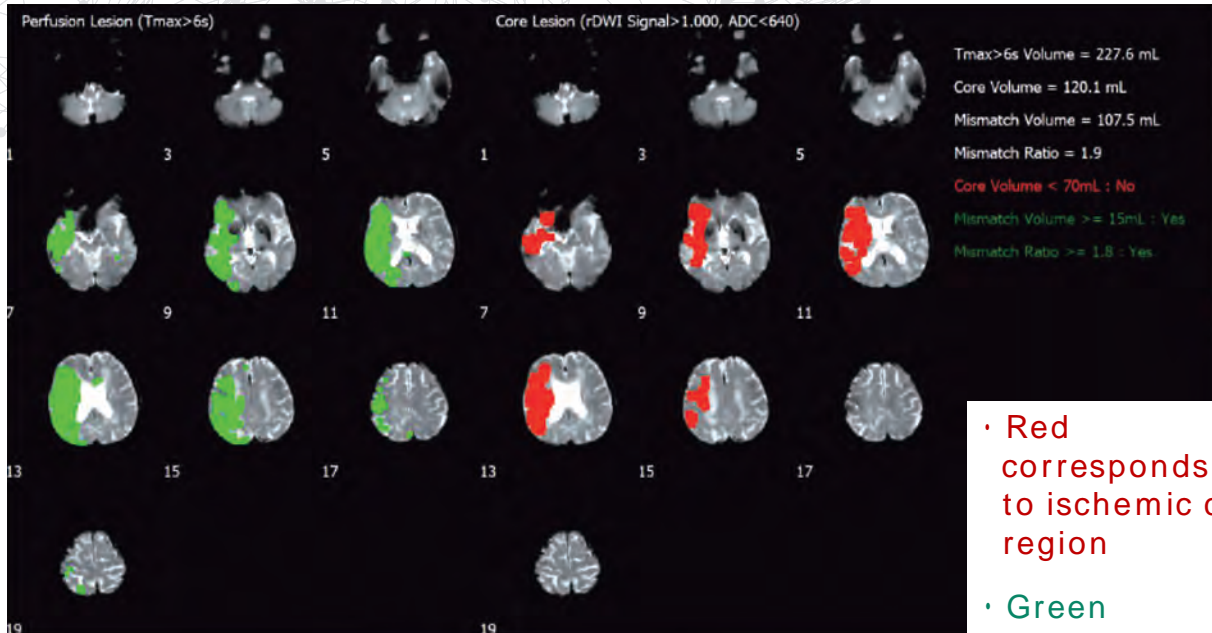 Perfusion Lesion (Tmax>6s)
Core Lesion (rDWI Signal>1.000, ADC<640)
Tmax>6s Volume = 227.6 mL
Core Volume = 120.1 mL
Mismatch Volume = 107.5 mL
Mismatch Ratio = 1.9
Core Volume < 70mL : No
Mismatch Volume >= 15mL : Yes
Mismatch Ratio >= 1.8 : Yes
1 3 5 1 3 5
7 9 11 7 9 11
13 15 17 13 15 17
19 19
· Red
corresponds
to ischemic
region
· Green